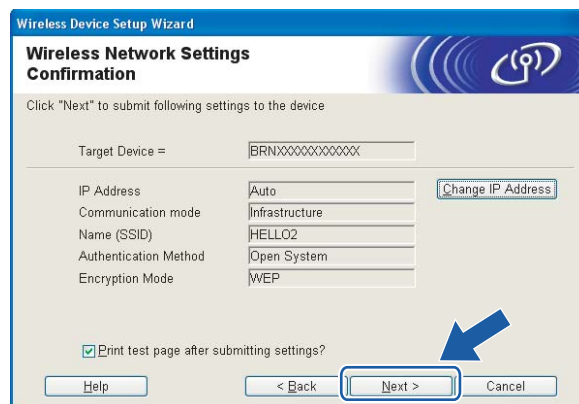 Wireless Device Setup Wizard
Wireless Network Settings
Confirmation
Click "Next" to submit following settings to the device
Target Device = BRNXXXXXXXXXXXX
IP Address Auto Change IP Address
Communication mode Infrastructure
Name (SSID) HELLO2
Authentication Method Open System
Encryption Mode WEP
Print test page after submitting settings?
Help < Back Next > Cancel